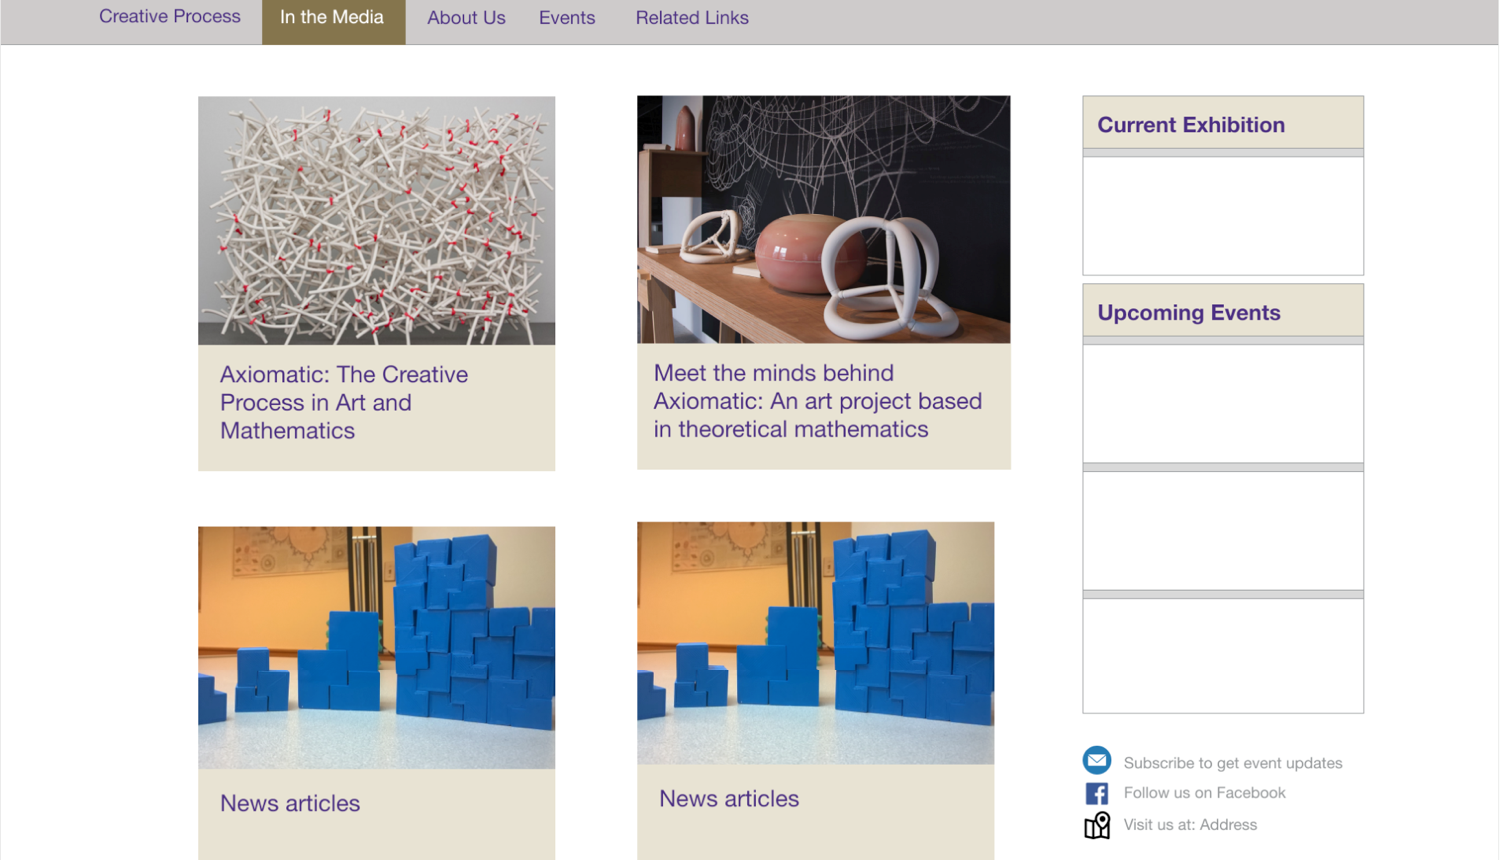 Creative Process
In the Media
About Us
Events
Related Links
Axiomatic: The Creative
Process in Art and
Mathematics
Meet the minds behind
Axiomatic: An art project based
in theoretical mathematics
News articles
News articles
Current Exhibition
Upcoming Events
Subscribe to get event updates
Follow us on Facebook
Visit us at: Address